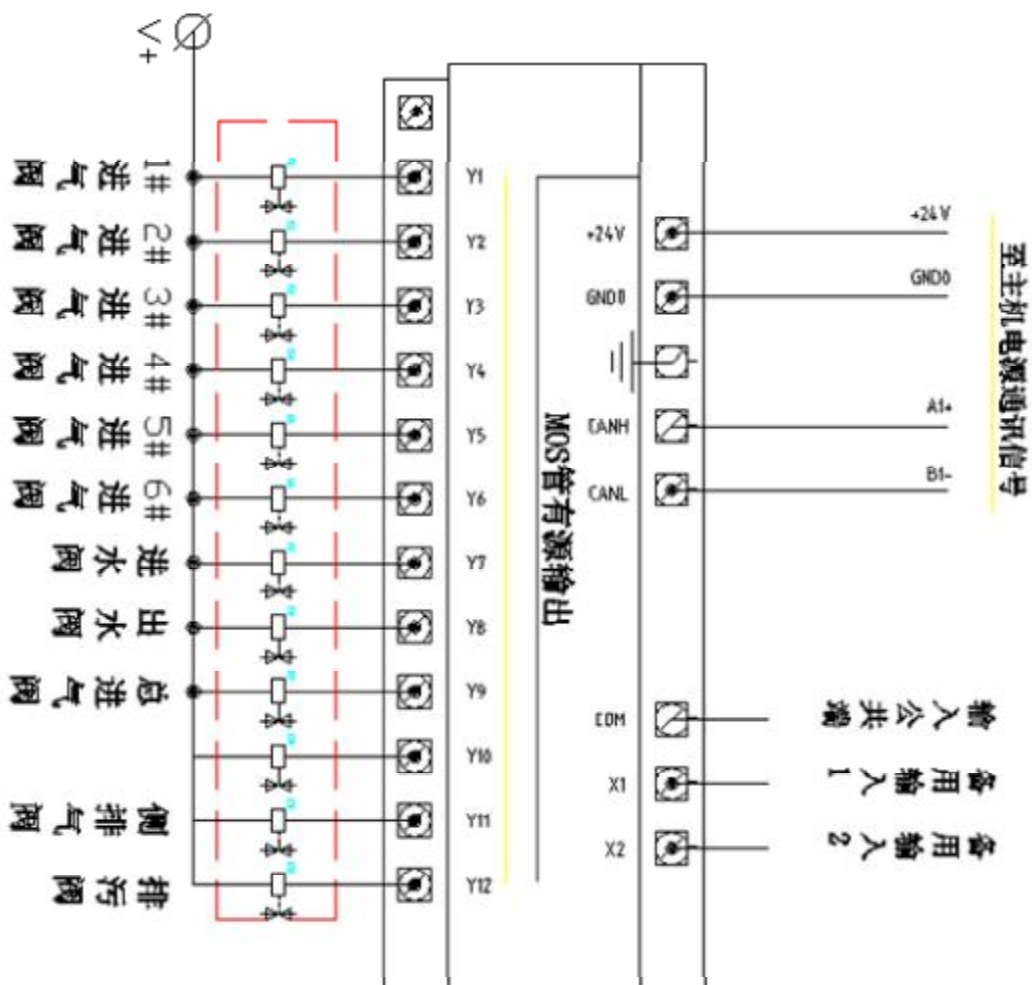 V+
1#进气阀
2#进气阀
3#进气阀
4#进气阀
5#进气阀
6#进气阀
进水阀
出水阀
总进气阀
侧排气阀
排污阀
Y1
Y2
Y3
Y4
Y5
Y6
Y7
Y8
Y9
Y10
Y11
Y12
MOS管有源输出
+24V
GND0
CANH
CANL
COM
X1
X2
+24V
GND0
A1+
B1-
至主机电源通讯信号
输入公共端
备用输入1
备用输入2